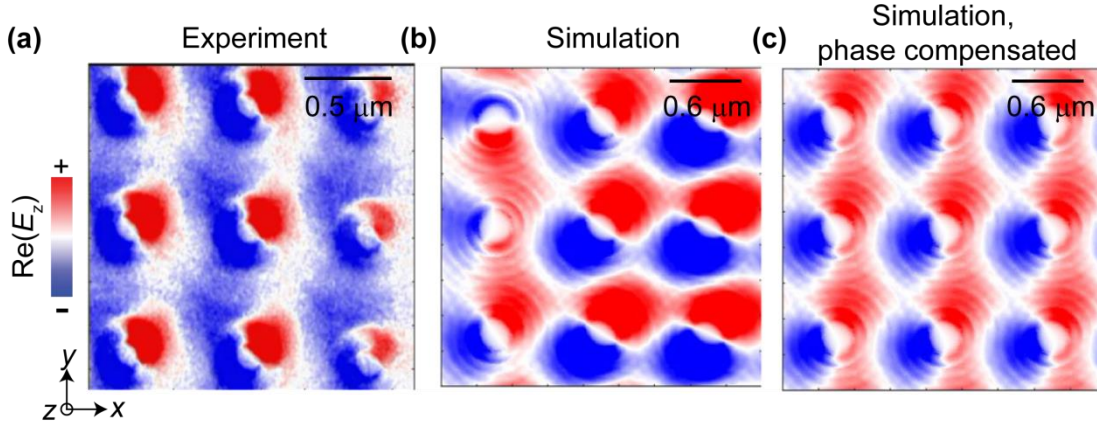 (a)
Experiment
(b)
Simulation
(c)
Simulation,
phase compensated
0.5 μm
0.6 μm
0.6 μm
Re(E_z)
+
-
y
z
x